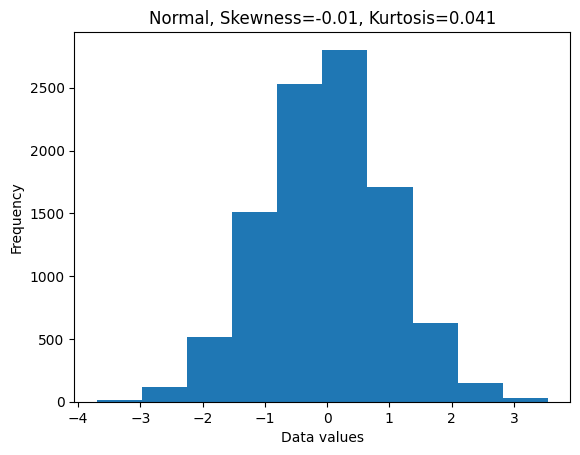 Normal, Skewness=-0.01, Kurtosis=0.041
2500
2000
1500
1000
500
0
Frequency
−4 −3 −2 −1 0 1 2 3
Data values